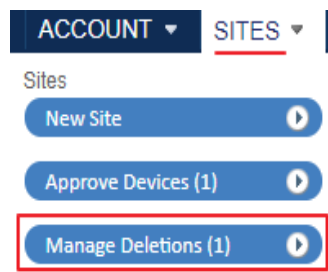 ACCOUNT SITES
Sites
New Site
Approve Devices (1)
Manage Deletions (1)